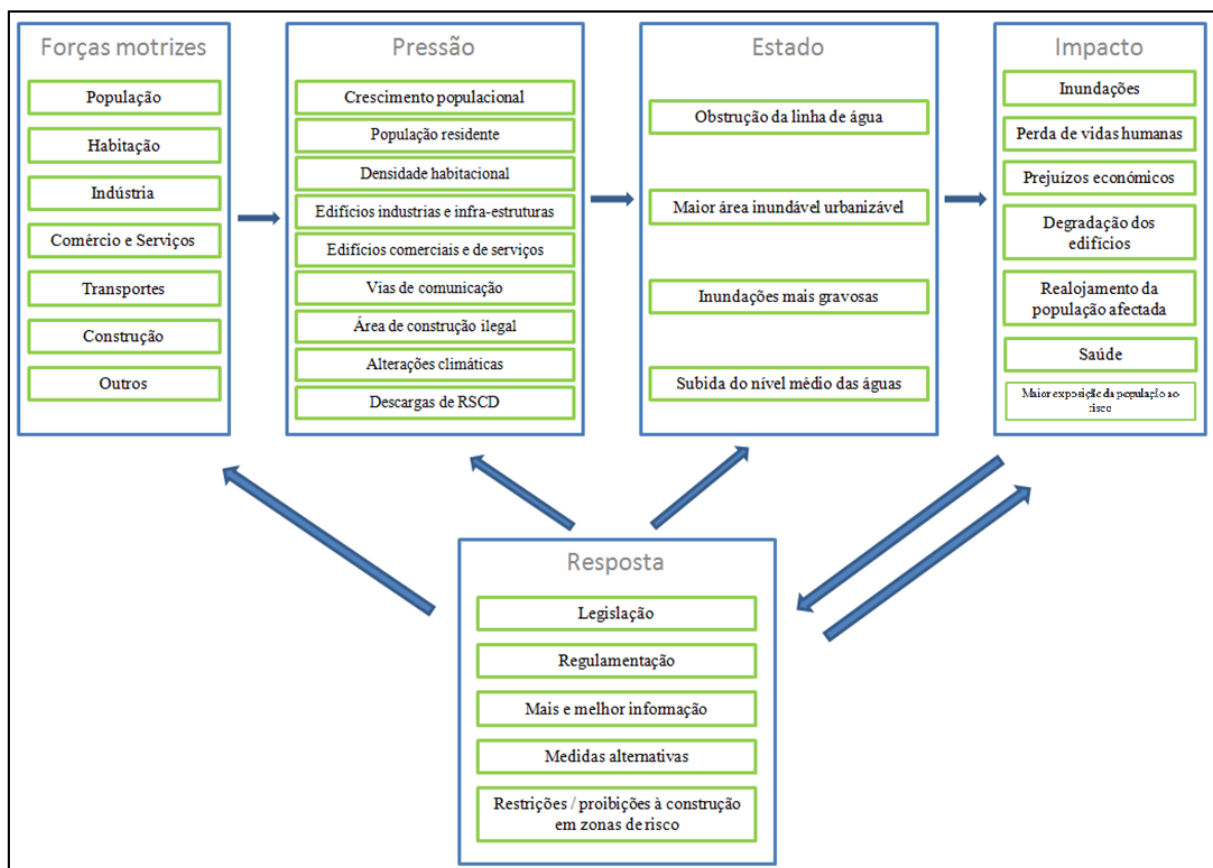 Forças motrizes
População
Habitação
Indústria
Comércio e Serviços
Transportes
Construção
Outros
Pressão
Crescimento populacional
População residente
Densidade habitacional
Edifícios industrias e infra-estruturas
Edifícios comerciais e de serviços
Vias de comunicação
Área de construção ilegal
Alterações climáticas
Descargas de RSCD
Estado
Obstrução da linha de água
Maior área inundável urbanizável
Inundações mais gravosas
Subida do nível médio das águas
Impacto
Inundações
Perda de vidas humanas
Prejuízos económicos
Degradação dos
edifícios
Realojamento da
população afectada
Saúde
Maior exposição da população ao
risco
Resposta
Legislação
Regulamentação
Mais e melhor informação
Medidas alternativas
Restrições / proibições à construção
em zonas de risco